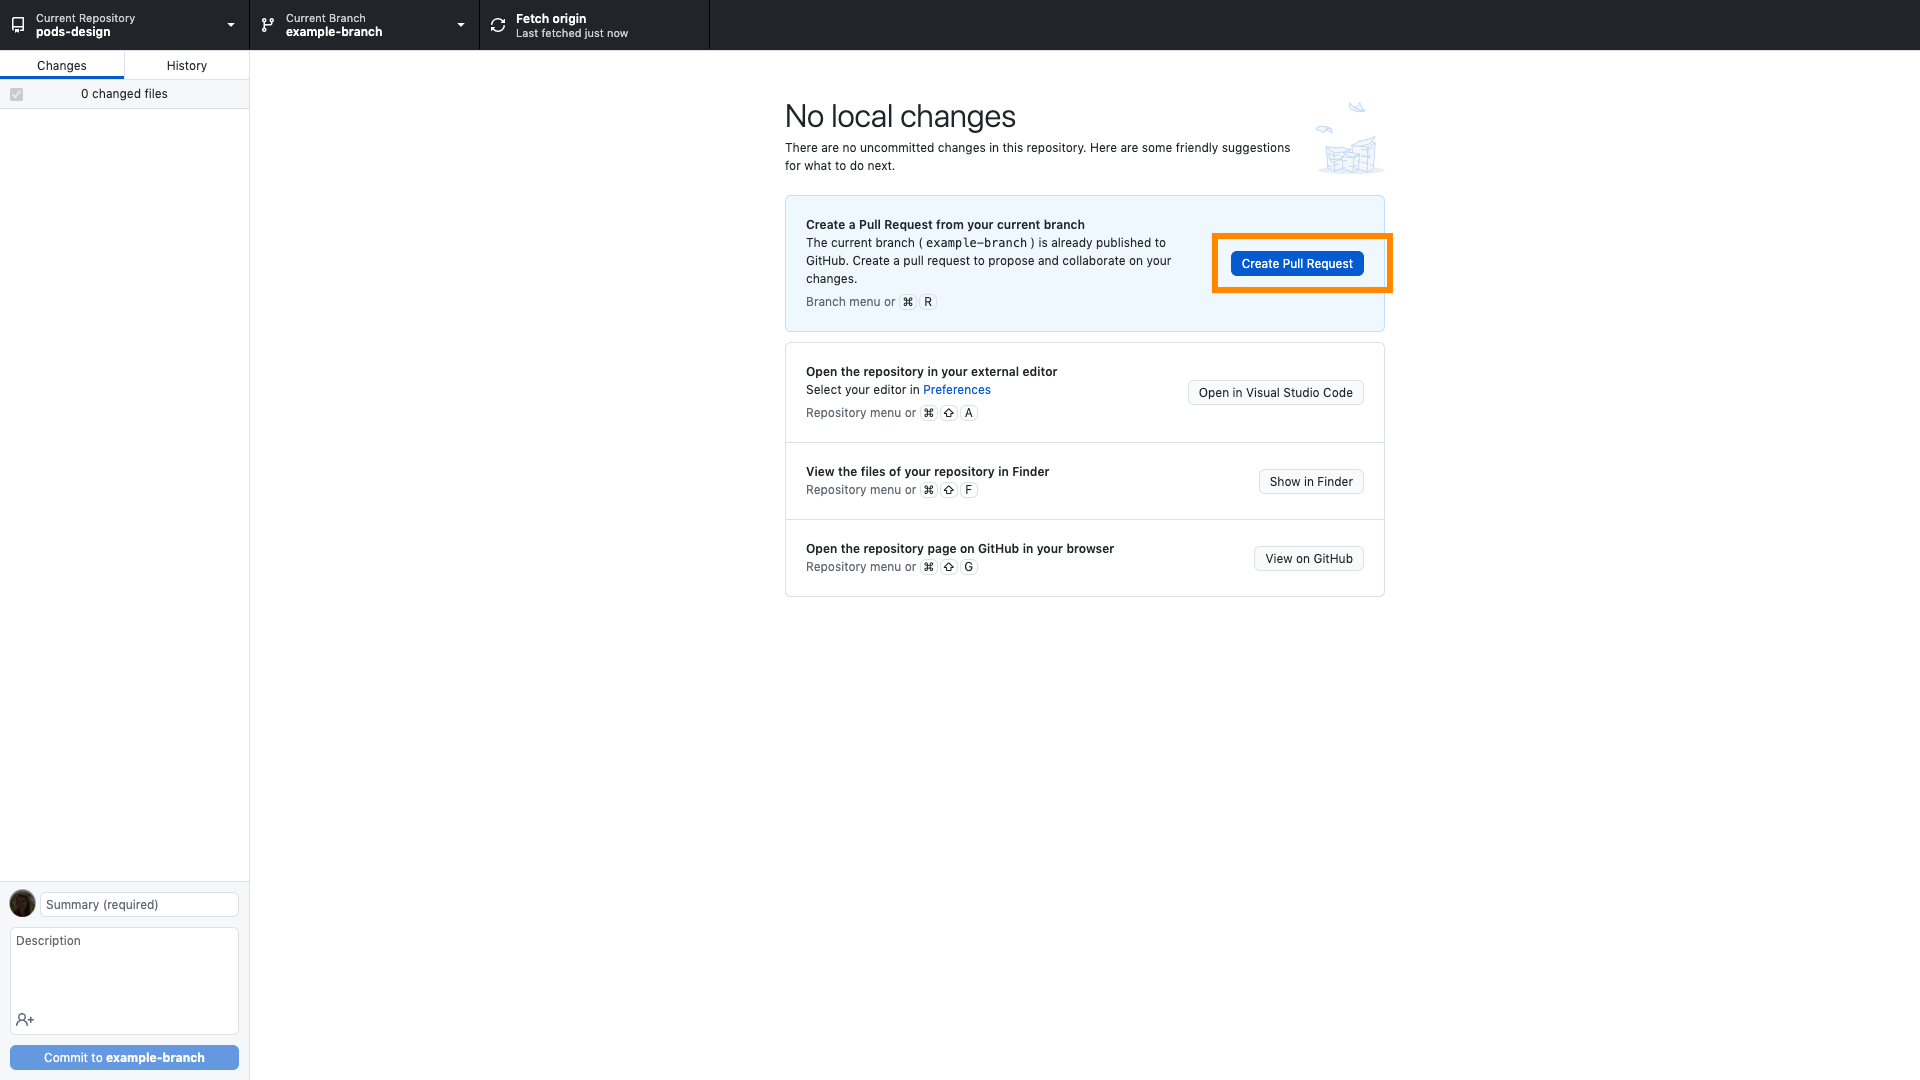 Current Repository
pods-design
Current Branch
example-branch
Fetch origin
Last fetched just now
Changes
History
0 changed files
No local changes
There are no uncommitted changes in this repository. Here are some friendly suggestions
for what to do next.
Create a Pull Request from your current branch
The current branch ( example-branch ) is already published to
GitHub. Create a pull request to propose and collaborate on your
changes.
Branch menu or ⌘ R
Create Pull Request
Open the repository in your external editor
Select your editor in Preferences
Repository menu or ⌘ ⇧ A
Open in Visual Studio Code
View the files of your repository in Finder
Repository menu or ⌘ ⇧ F
Show in Finder
Open the repository page on GitHub in your browser
Repository menu or ⌘ ⇧ G
View on GitHub
Summary (required)
Description
Commit to example-branch